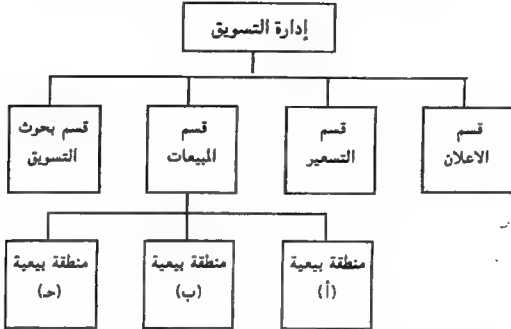 إدارة التسويق
قسم
الاعلان
قسم
التسعير
قسم
المبيعات
قسم بحوث
التسويق
منطقة بيعية
(أ)
منطقة بيعية
(ب)
منطقة بيعية
(حـ)